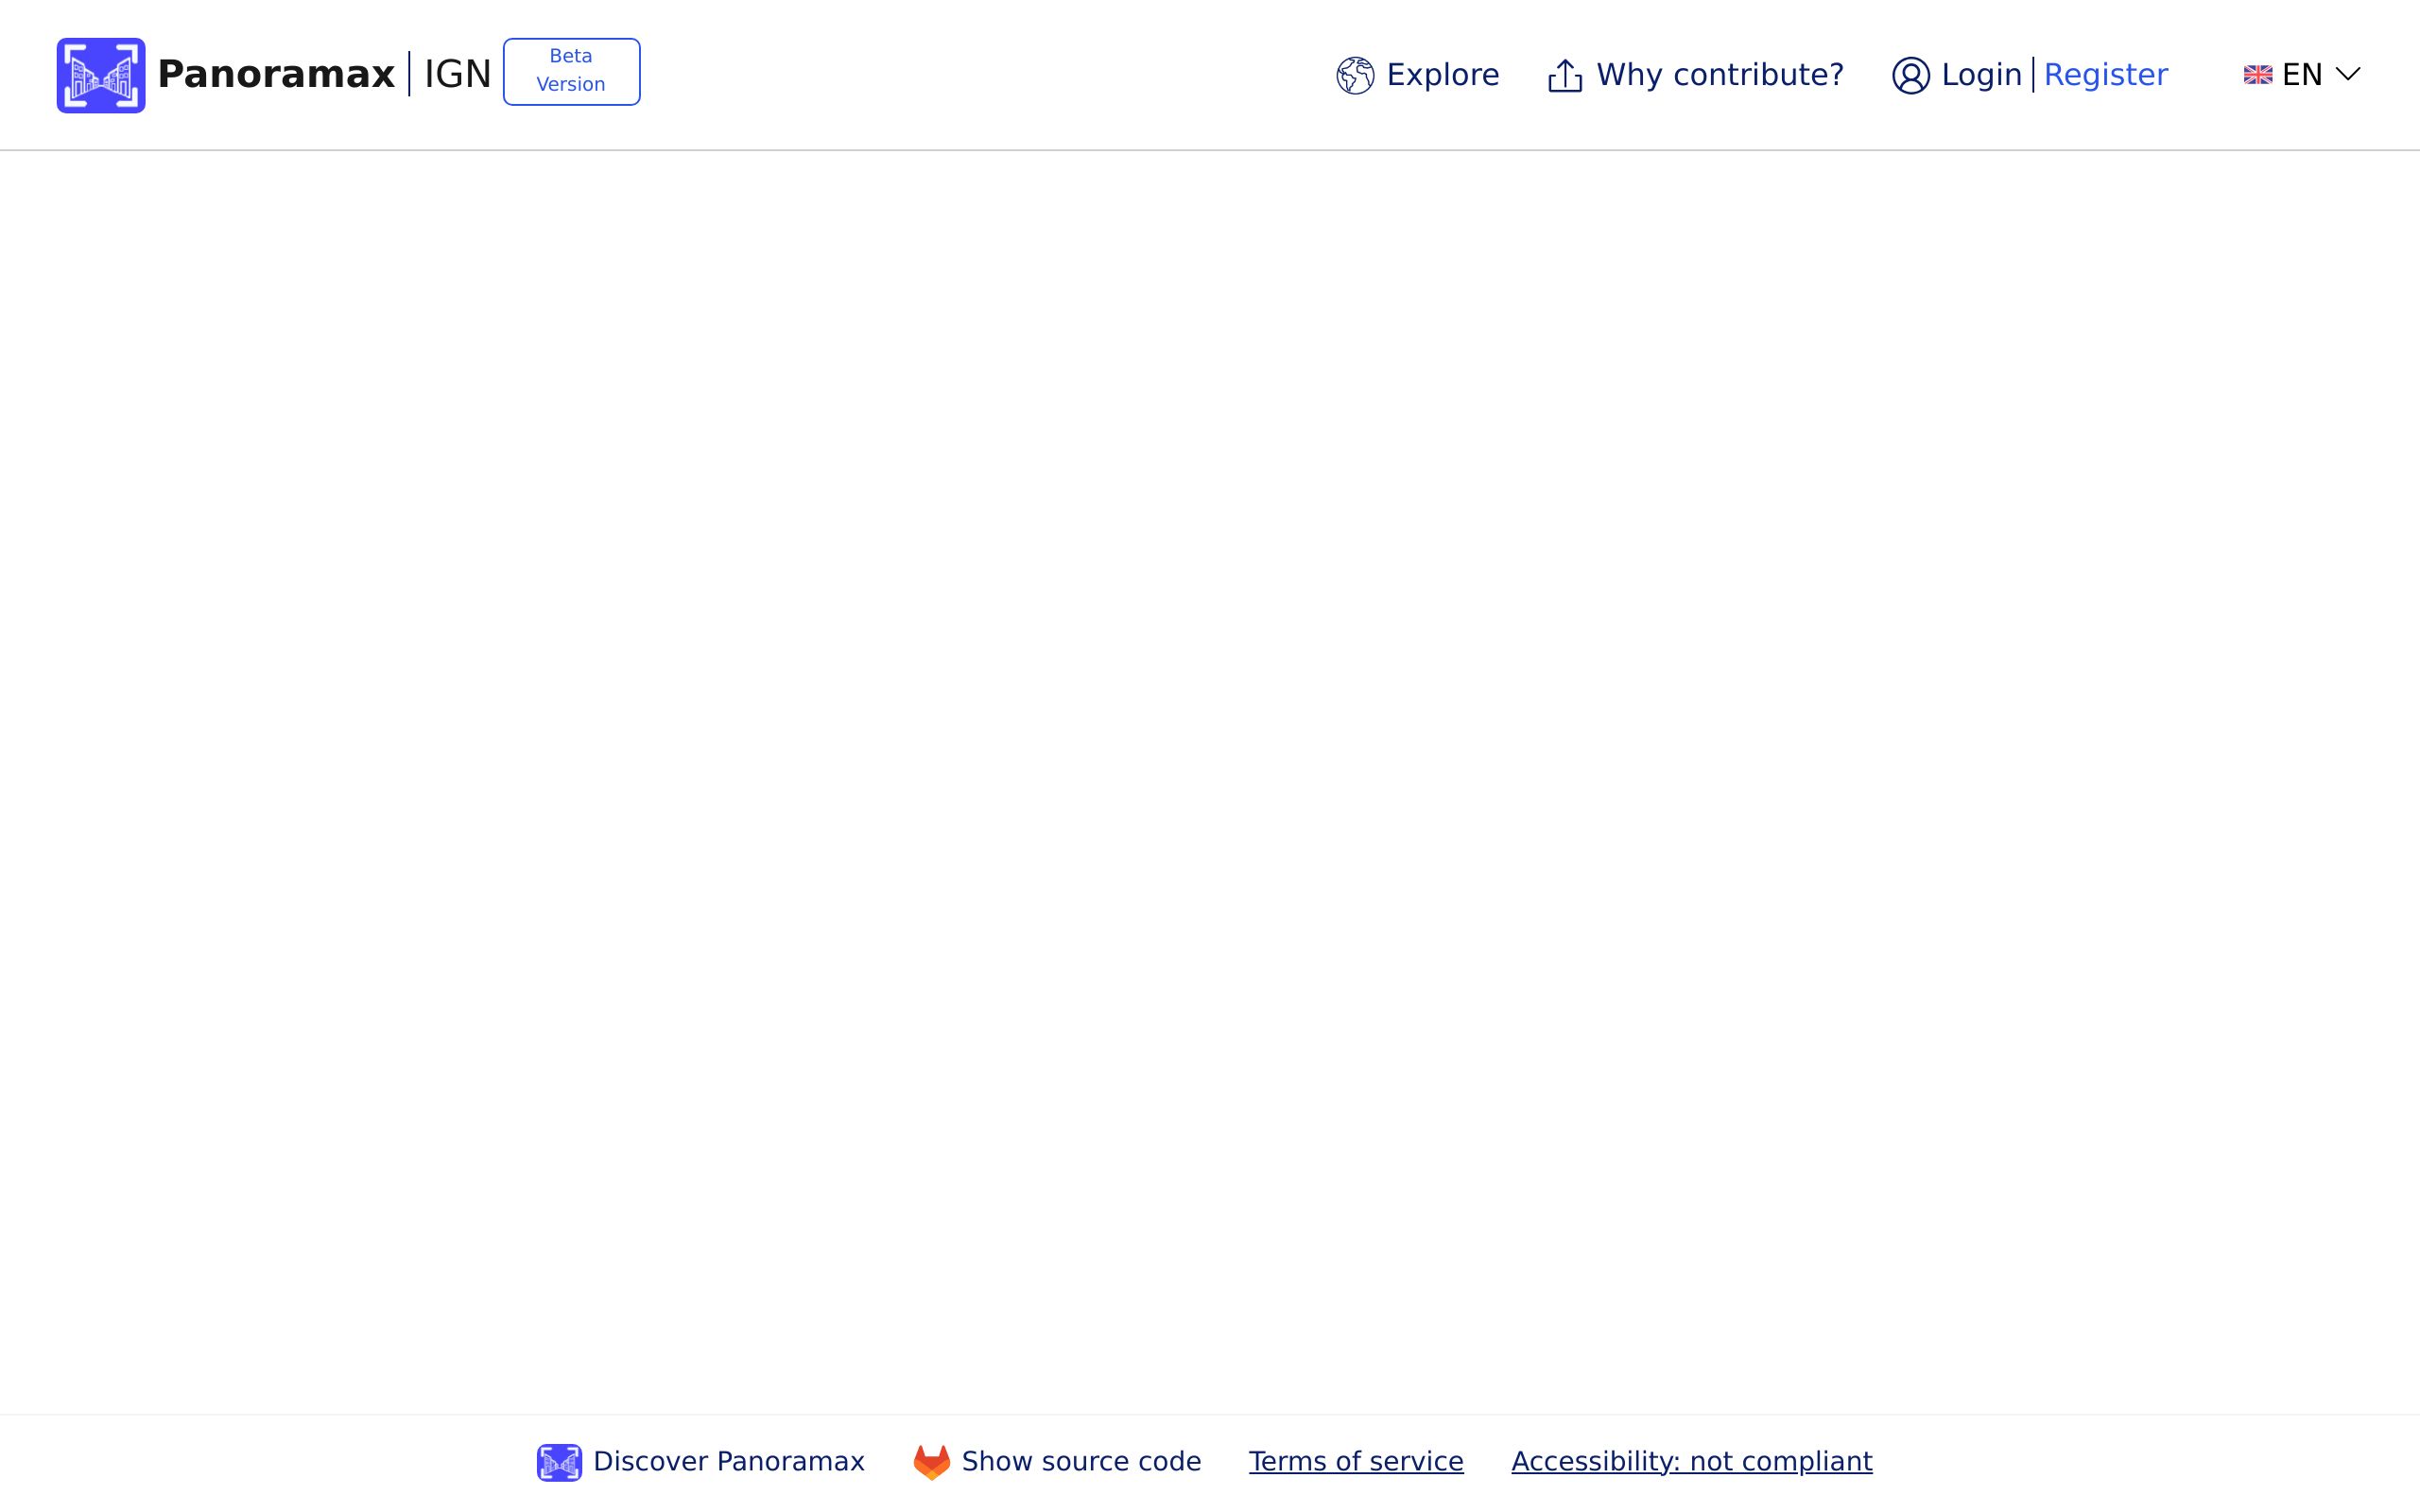 Panoramax IGN Beta
Version
Explore Why contribute? Login Register EN
Discover Panoramax Show source code Terms of service Accessibility: not compliant